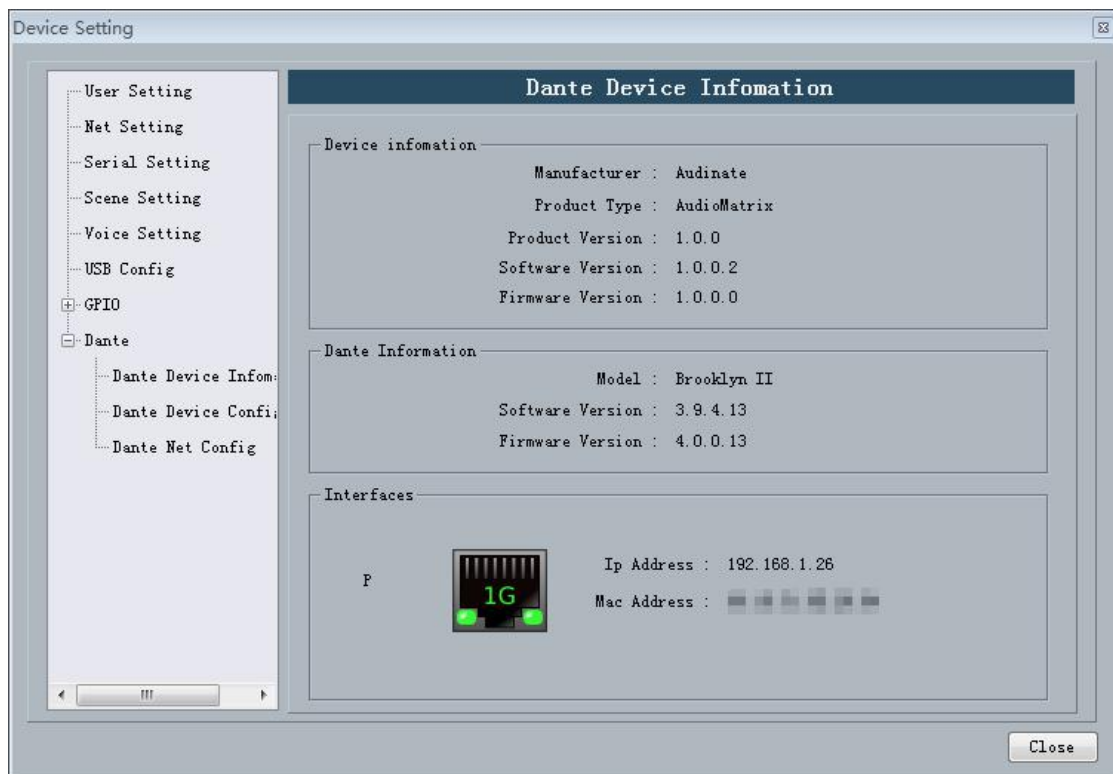 Device Setting
User Setting
Net Setting
Serial Setting
Scene Setting
Voice Setting
USB Config
GPIO
Dante
Dante Device Infom
Dante Device Confi
Dante Net Config
Dante Device Infomation
Device infomation
Manufacturer : Audinate
Product Type : AudioMatrix
Product Version : 1.0.0
Software Version : 1.0.0.2
Firmware Version : 1.0.0.0
Dante Information
Model : Brooklyn II
Software Version : 3.9.4.13
Firmware Version : 4.0.0.13
Interfaces
P
1G
Ip Address : 192.168.1.26
Mac Address :
Close